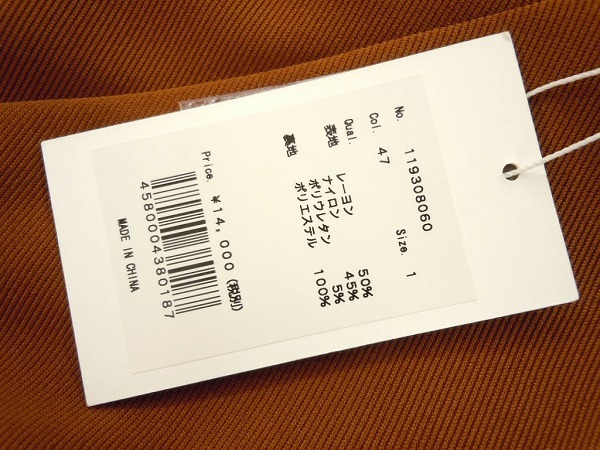 No. 119308060 Size. 1
Col. 47
Qual.
表地 レーヨン 50%
ナイロン 45%
ポリウレタン 5%
裏地 ポリエステル 100%
Price. ¥14,000(税別)
4580004380187
MADE IN CHINA